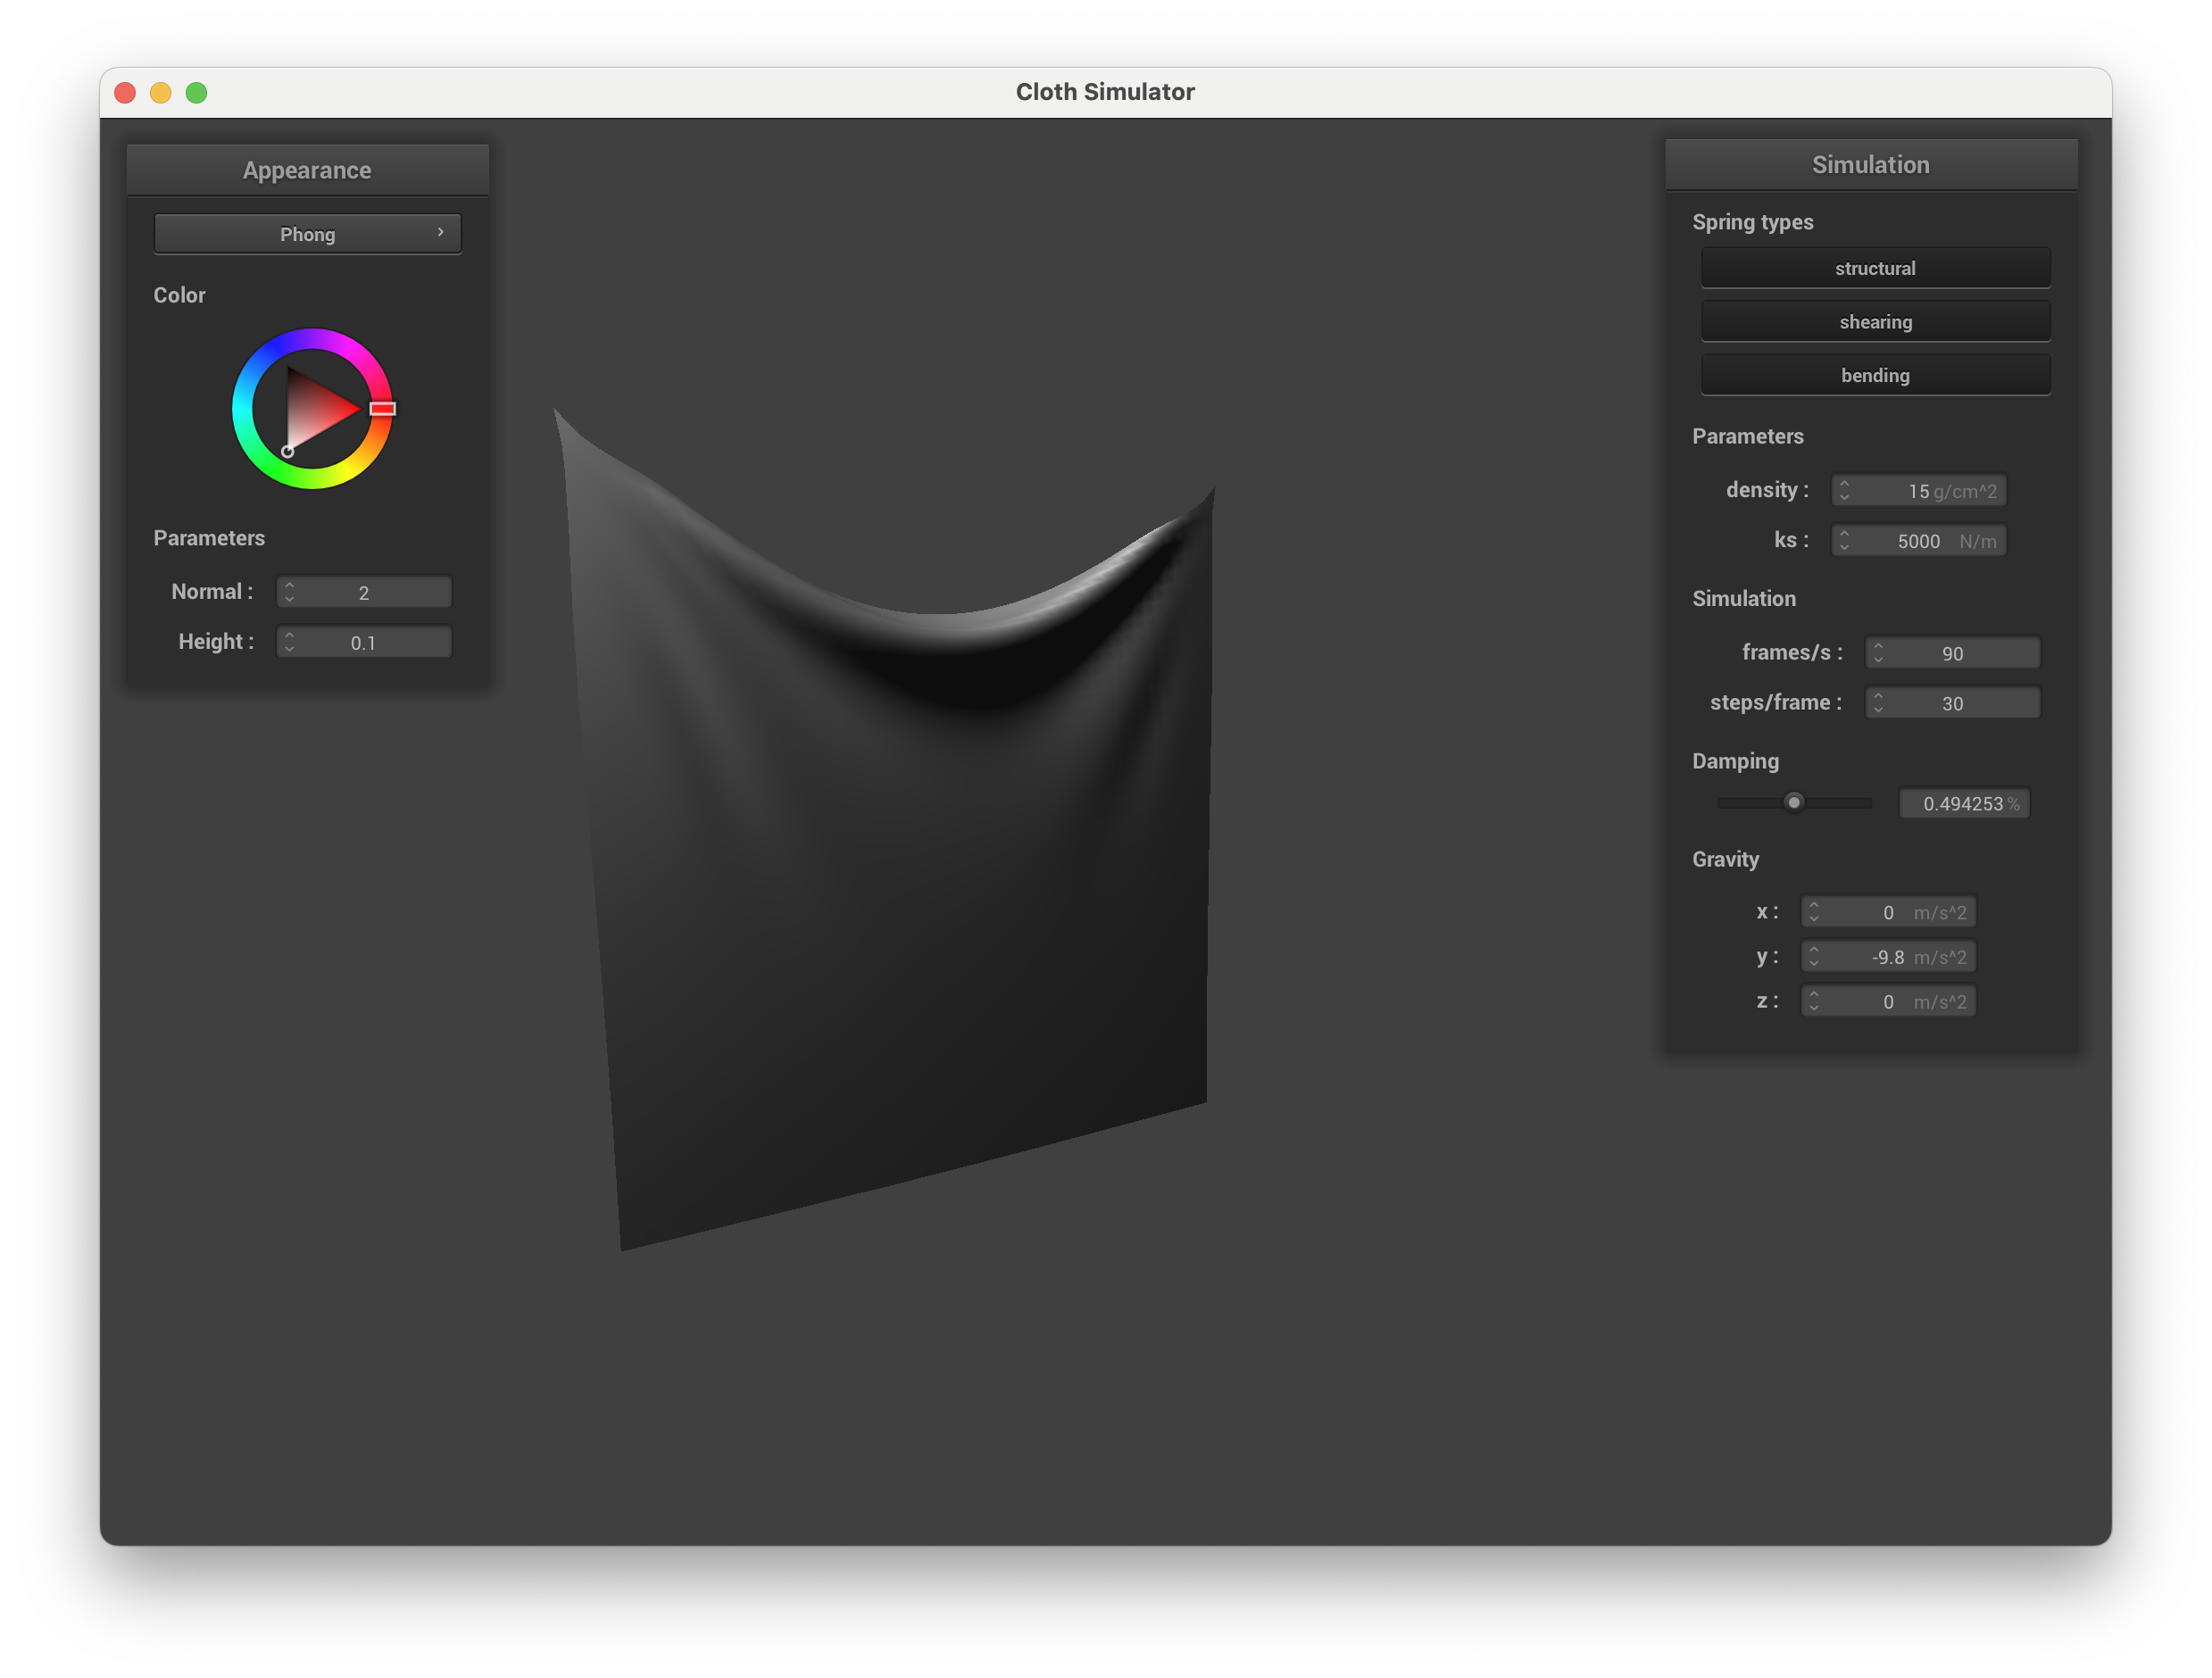 Cloth Simulator
Appearance
Phong
Color
Parameters
Normal : 2
Height : 0.1
Simulation
Spring types
structural
shearing
bending
Parameters
density : 15 g/cm^2
ks : 5000 N/m
Simulation
frames/s : 90
steps/frame : 30
Damping
0.494253 %
Gravity
x : 0 m/s^2
y : -9.8 m/s^2
z : 0 m/s^2